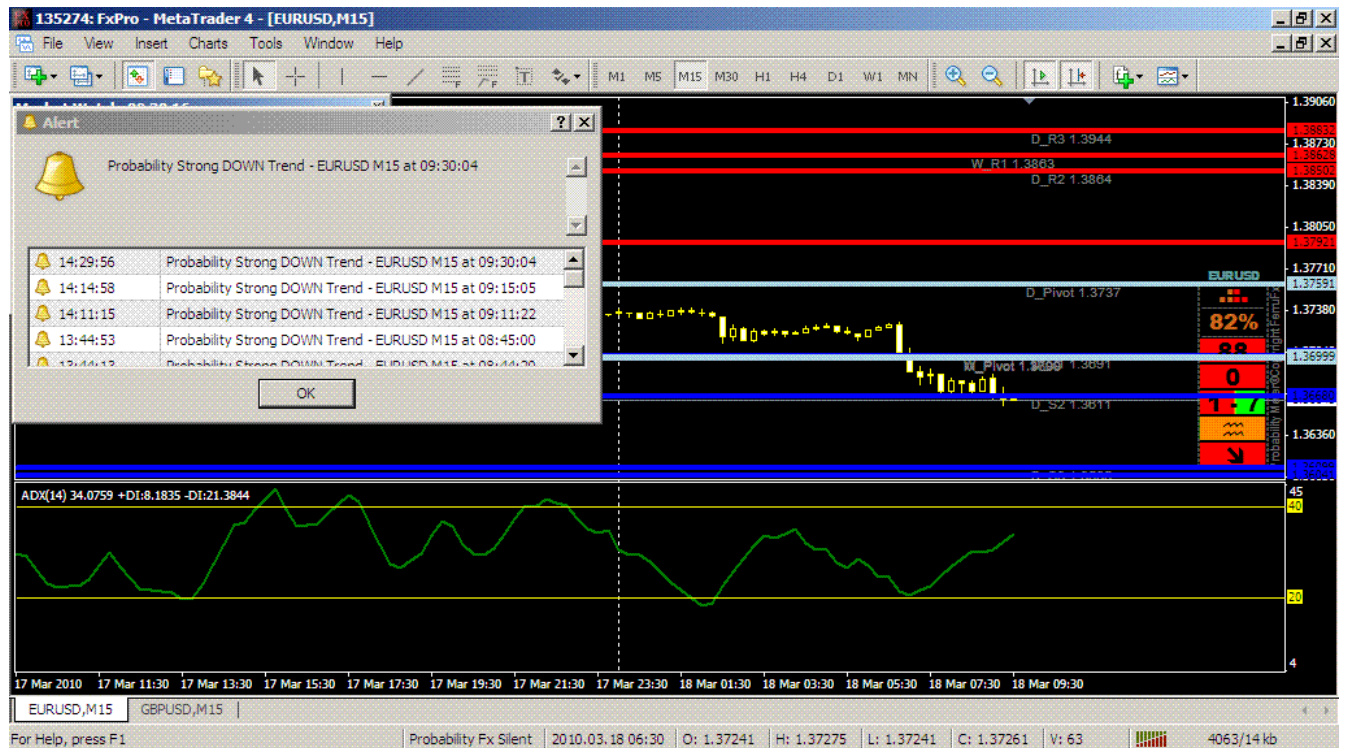 135274: FxPro - MetaTrader 4 - [EURUSD,M15]
File View Insert Charts Tools Window Help
M1 M5 M15 M30 H1 H4 D1 W1 MN
Alert
Probability Strong DOWN Trend - EURUSD M15 at 09:30:04
14:29:56 Probability Strong DOWN Trend - EURUSD M15 at 09:30:04
14:14:58 Probability Strong DOWN Trend - EURUSD M15 at 09:15:05
14:11:15 Probability Strong DOWN Trend - EURUSD M15 at 09:11:22
13:44:53 Probability Strong DOWN Trend - EURUSD M15 at 08:45:00
OK
1.39060
1.38832
D_R3 1.3944
1.38730
1.38628
W_R1 1.3863
1.38502
D_R2 1.3864
1.38390
1.38050
1.37921
1.37710
EURUSD
1.37591
D_Pivot 1.3737
1.37380
82%
88
1.36999
0
D_S2 1.3611
1 - 7
1.36360
ADX(14) 34.0759 +DI:8.1835 -DI:21.3844
45
40
20
4
17 Mar 2010 17 Mar 11:30 17 Mar 13:30 17 Mar 15:30 17 Mar 17:30 17 Mar 19:30 17 Mar 21:30 17 Mar 23:30 18 Mar 01:30 18 Mar 03:30 18 Mar 05:30 18 Mar 07:30 18 Mar 09:30
EURUSD,M15 GBPUSD,M15
For Help, press F1 Probability Fx Silent 2010.03.18 06:30 O: 1.37241 H: 1.37275 L: 1.37241 C: 1.37261 V: 63 4063/14 kb